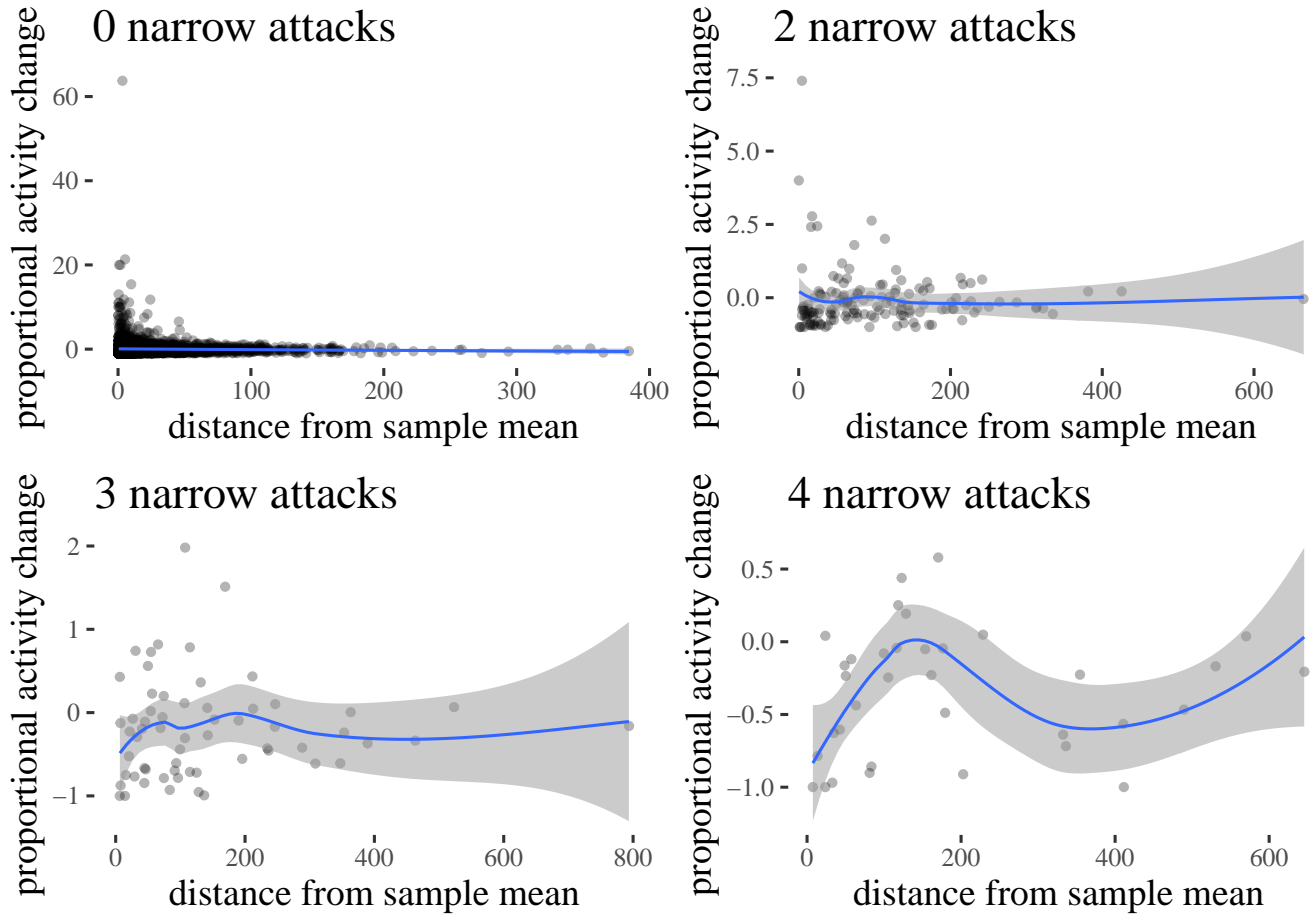 0 narrow attacks
proportional activity change
60
40
20
0
0 100 200 300 400
distance from sample mean
2 narrow attacks
proportional activity change
7.5
5.0
2.5
0.0
0 200 400 600
distance from sample mean
3 narrow attacks
proportional activity change
2
1
0
−1
0 200 400 600 800
distance from sample mean
4 narrow attacks
proportional activity change
0.5
0.0
−0.5
−1.0
0 200 400 600
distance from sample mean